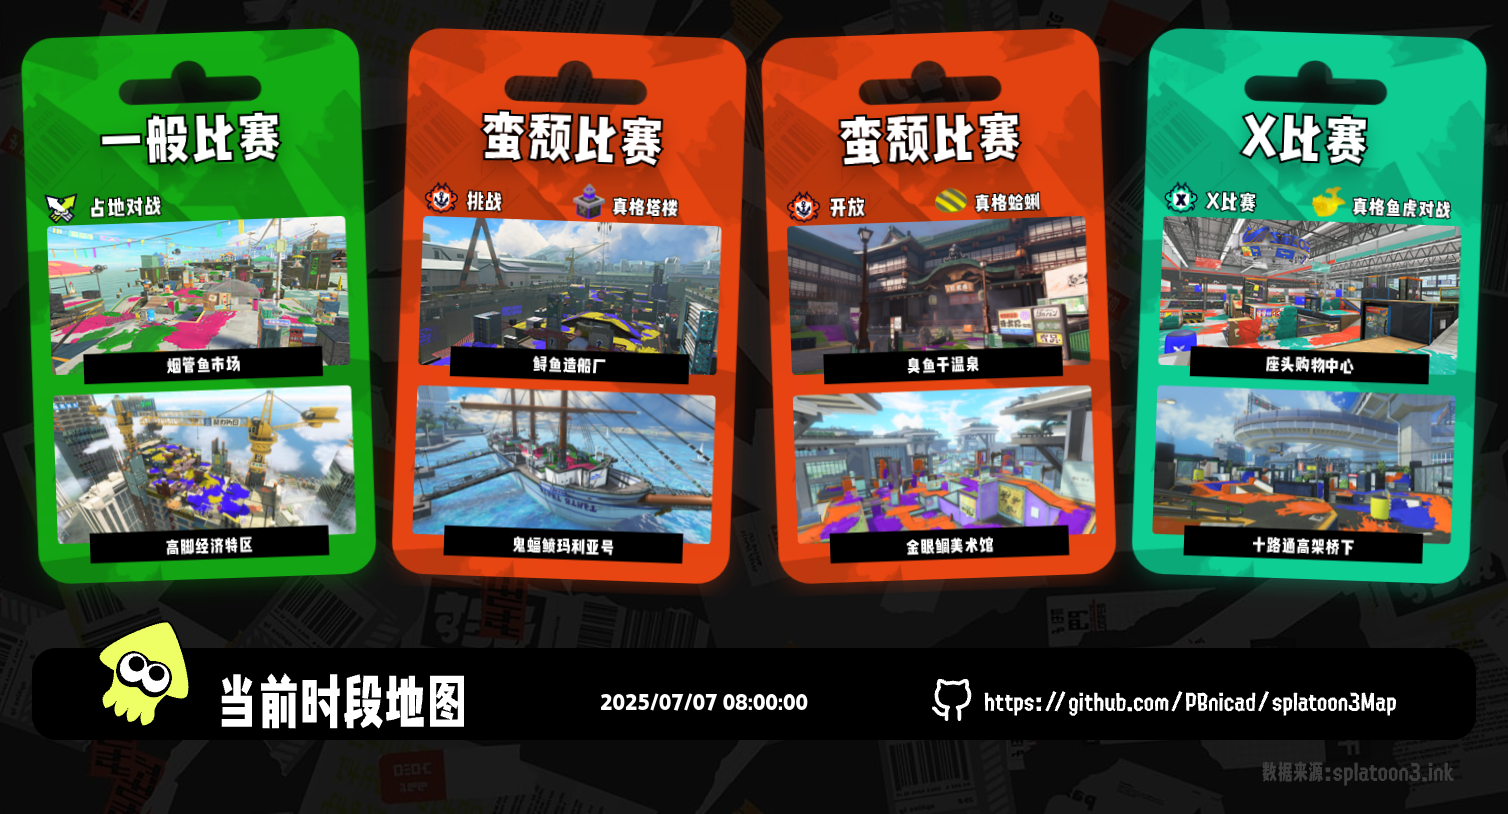 一般比赛
占地对战
烟管鱼市场
高脚经济特区
蛮颓比赛
挑战
真格塔楼
鲟鱼造船厂
鬼蝠鲼玛利亚号
蛮颓比赛
开放
真格蛤蜊
臭鱼干温泉
金眼鲷美术馆
X比赛
X比赛
真格鱼虎对战
座头购物中心
十路通高架桥下
当前时段地图
2025/07/07 08:00:00
https://github.com/PBnicad/splatoon3Map
数据来源:splatoon3.ink